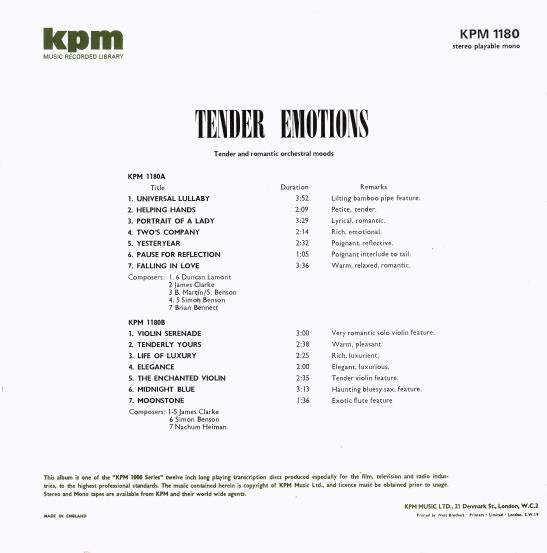 kpm
MUSIC RECORDED LIBRARY
KPM 1180
stereo playable mono
TENDER EMOTIONS
Tender and romantic orchestral moods
KPM 1180A
Title Duration Remarks
1. UNIVERSAL LULLABY 3:52 Lilting bamboo pipe feature.
2. HELPING HANDS 2:09 Petite, tender.
3. PORTRAIT OF A LADY 3:29 Lyrical, romantic.
4. TWO'S COMPANY 2:14 Rich, emotional.
5. YESTERYEAR 2:32 Poignant, reflective.
6. PAUSE FOR REFLECTION 1:05 Poignant interlude to tail.
7. FALLING IN LOVE 3:36 Warm, relaxed, romantic.
Composers: 1, 6 Duncan Lamont
2 James Clarke
3 B. Martin/S. Benson
4, 5 Simon Benson
7 Brian Bennett
KPM 1180B
1. VIOLIN SERENADE 3:00 Very romantic solo violin feature.
2. TENDERLY YOURS 2:38 Warm, pleasant.
3. LIFE OF LUXURY 2:25 Rich, luxurient.
4. ELEGANCE 2:00 Elegant, luxurious.
5. THE ENCHANTED VIOLIN 2:35 Tender violin feature.
6. MIDNIGHT BLUE 3:13 Haunting bluesy sax, feature.
7. MOONSTONE 1:36 Exotic flute feature
Composers: 1-5 James Clarke
6 Simon Benson
7 Nachum Heiman
This album is one of the "KPM 1000 Series" twelve inch long playing transcription discs produced especially for the film, television and radio indus-
tries, to the highest professional standards. The music contained herein is copyright of KPM Music Ltd., and licence must be obtained prior to usage.
Stereo and Mono tapes are available from KPM and their world wide agents.
KPM MUSIC LTD., 21 Denmark St., London, W.C.2
MADE IN ENGLAND
Printed by West Brothers · Printers · Limited · London, S.W.19